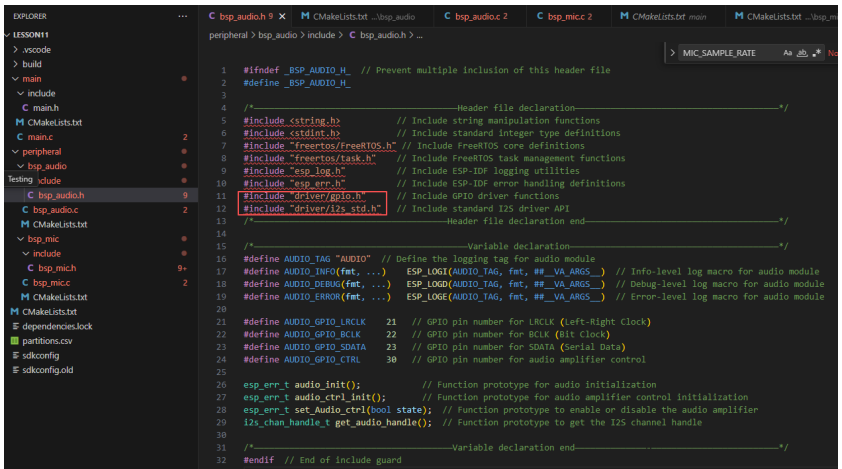 EXPLORER ...
LESSON11
.vscode
build
main
include
C main.h
M CMakeLists.txt
C main.c 2
peripheral
bsp_audio
Testing
nclude
C bsp_audio.h 9
C bsp_audio.c 2
M CMakeLists.txt
bsp_mic
include
C bsp_mic.h 9+
C bsp_mic.c 2
M CMakeLists.txt
M CMakeLists.txt
dependencies.lock
partitions.csv
sdkconfig
sdkconfig.old
C bsp_audio.h 9 X M CMakeLists.txt ...\bsp_audio C bsp_audio.c 2 C bsp_mic.c 2 M CMakeLists.txt main M CMakeLists.txt ...\bsp_mi
peripheral > bsp_audio > include > C bsp_audio.h > ...
> MIC_SAMPLE_RATE Aa ab .* No
1 #ifndef _BSP_AUDIO_H_ // Prevent multiple inclusion of this header file
2 #define _BSP_AUDIO_H_
3
4 /*————Header file declaration————*/
5 #include <string.h> // Include string manipulation functions
6 #include <stdint.h> // Include standard integer type definitions
7 #include "freertos/FreeRTOS.h" // Include FreeRTOS core definitions
8 #include "freertos/task.h" // Include FreeRTOS task management functions
9 #include "esp_log.h" // Include ESP-IDF logging utilities
10 #include "esp_err.h" // Include ESP-IDF error handling definitions
11 #include "driver/gpio.h" // Include GPIO driver functions
12 #include "driver/i2s_std.h" // Include standard I2S driver API
13 /*————Header file declaration end————*/
14
15 /*————Variable declaration————*/
16 #define AUDIO_TAG "AUDIO" // Define the logging tag for audio module
17 #define AUDIO_INFO(fmt, ...) ESP_LOGI(AUDIO_TAG, fmt, ##__VA_ARGS__) // Info-level log macro for audio module
18 #define AUDIO_DEBUG(fmt, ...) ESP_LOGD(AUDIO_TAG, fmt, ##__VA_ARGS__) // Debug-level log macro for audio module
19 #define AUDIO_ERROR(fmt, ...) ESP_LOGE(AUDIO_TAG, fmt, ##__VA_ARGS__) // Error-level log macro for audio module
20
21 #define AUDIO_GPIO_LRCLK 21 // GPIO pin number for LRCLK (Left-Right Clock)
22 #define AUDIO_GPIO_BCLK 22 // GPIO pin number for BCLK (Bit Clock)
23 #define AUDIO_GPIO_SDATA 23 // GPIO pin number for SDATA (Serial Data)
24 #define AUDIO_GPIO_CTRL 30 // GPIO pin number for audio amplifier control
25
26 esp_err_t audio_init(); // Function prototype for audio initialization
27 esp_err_t audio_ctrl_init(); // Function prototype for audio amplifier control initialization
28 esp_err_t set_Audio_ctrl(bool state); // Function prototype to enable or disable the audio amplifier
29 i2s_chan_handle_t get_audio_handle(); // Function prototype to get the I2S channel handle
30
31 /*————Variable declaration end————*/
32 #endif // End of include guard